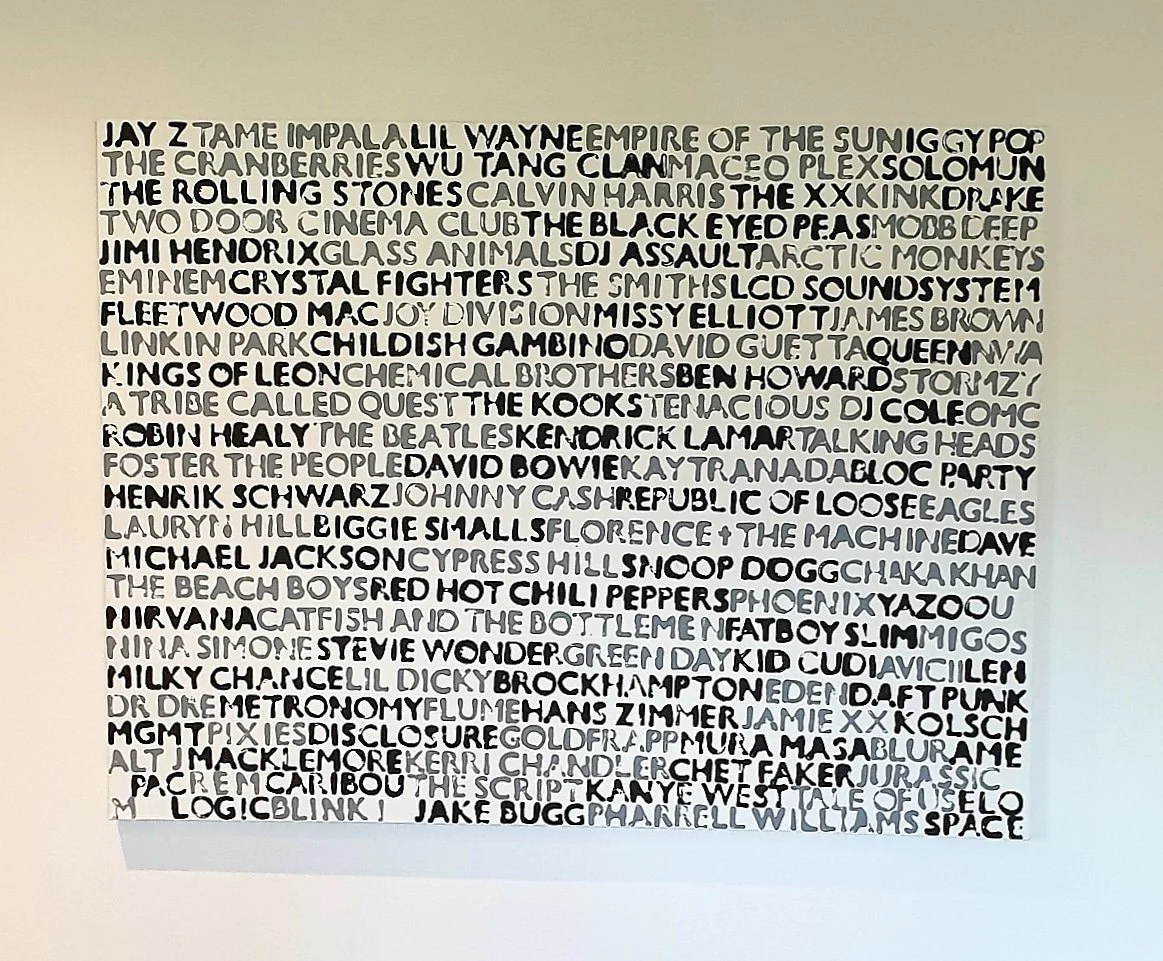 JAY Z TAME IMPALA LIL WAYNE EMPIRE OF THE SUN IGGY POP
THE CRANBERRIES WU TANG CLAN MACEO PLEX SOLOMUN
THE ROLLING STONES CALVIN HARRIS THE XX KINK DRAKE
TWO DOOR CINEMA CLUB THE BLACK EYED PEAS MOBB DEEP
JIMI HENDRIX GLASS ANIMALS DJ ASSAULT ARCTIC MONKEYS
EMINEM CRYSTAL FIGHTERS THE SMITHS LCD SOUNDSYSTEM
FLEETWOOD MAC JOY DIVISION MISSY ELLIOTT JAMES BROWN
LINKIN PARK CHILDISH GAMBINO DAVID GUETTA QUEEN NWA
KINGS OF LEON CHEMICAL BROTHERS BEN HOWARD STORMZY
A TRIBE CALLED QUEST THE KOOKS TENACIOUS D J COLE OMC
ROBIN HEALY THE BEATLES KENDRICK LAMAR TALKING HEADS
FOSTER THE PEOPLE DAVID BOWIE KAYTRANADA BLOC PARTY
HENRIK SCHWARZ JOHNNY CASH REPUBLIC OF LOOSE EAGLES
LAURYN HILL BIGGIE SMALLS FLORENCE + THE MACHINE DAVE
MICHAEL JACKSON CYPRESS HILL SNOOP DOGG CHAKA KHAN
THE BEACH BOYS RED HOT CHILI PEPPERS PHOENIX YAZOO U
NIRVANA CATFISH AND THE BOTTLEMEN FATBOY SLIM MIGOS
NINA SIMONE STEVIE WONDER GREEN DAY KID CUDI AVICII LEN
MILKY CHANCE LIL DICKY BROCKHAMPTON EDEN DAFT PUNK
DR DRE METRONOMY FLUME HANS ZIMMER JAMIE XX KOLSCH
MGMT PIXIES DISCLOSURE GOLDFRAPP MURA MASA BLUR AME
ALT J MACKLEMORE KERRI CHANDLER CHET FAKER JURASSIC
PAC R E M CARIBOU THE SCRIPT KANYE WEST TALE OF US ELO
M LOG!C BLINK ! JAKE BUGG PHARRELL WILLIAMS SPACE